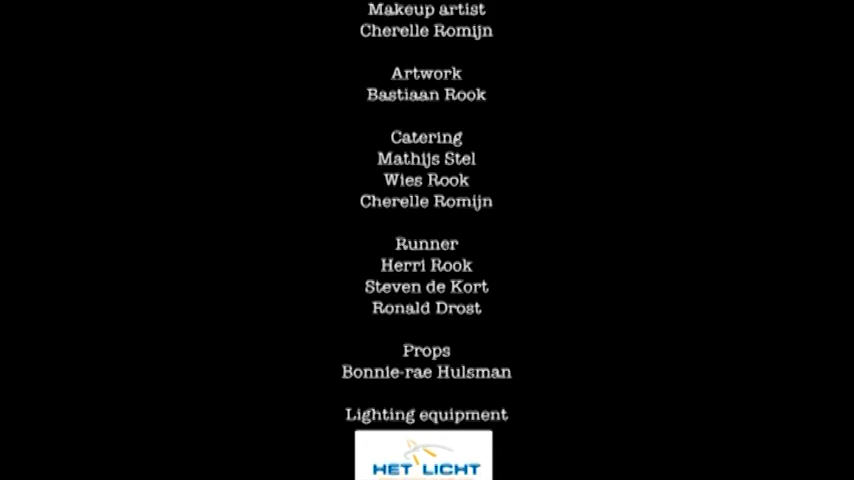 Makeup artist
Cherelle Romijn
Artwork
Bastiaan Rook
Catering
Mathijs Stel
Wies Rook
Cherelle Romijn
Runner
Herri Rook
Steven de Kort
Ronald Drost
Props
Bonnie-rae Hulsman
Lighting equipment
HET LICHT